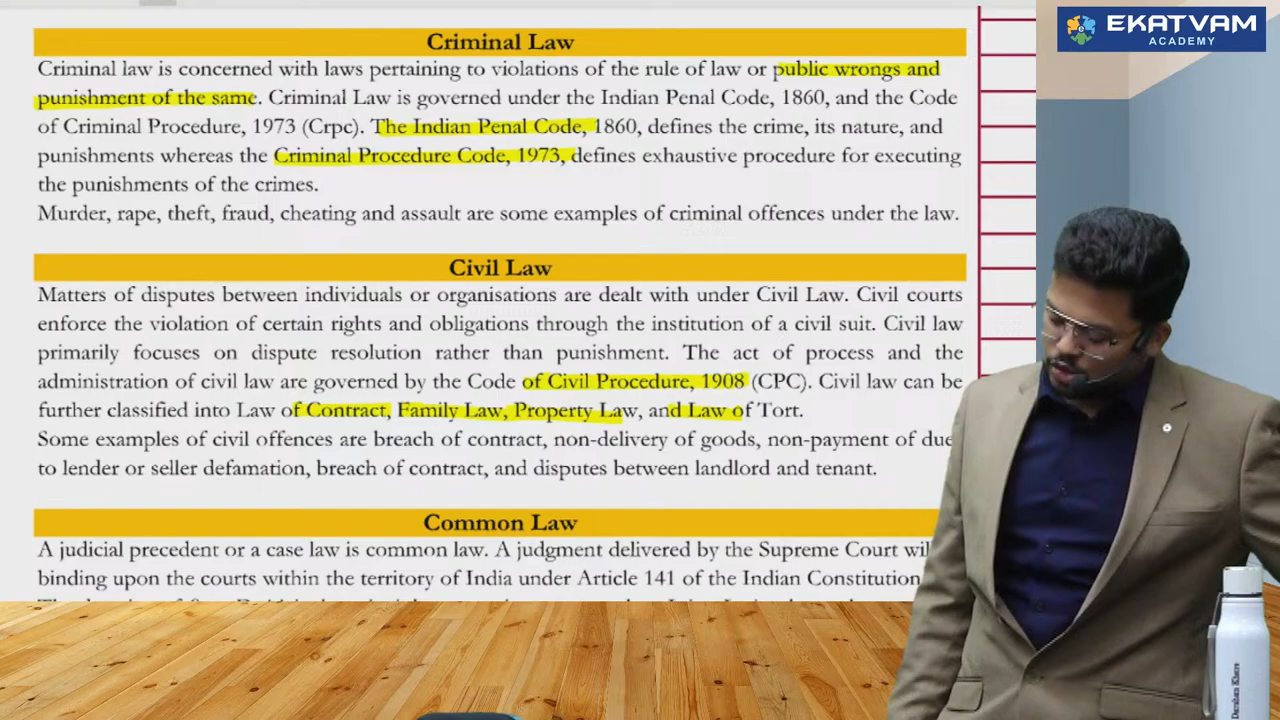 EKATVAM
ACADEMY
Criminal Law
Criminal law is concerned with laws pertaining to violations of the rule of law or public wrongs and
punishment of the same. Criminal Law is governed under the Indian Penal Code, 1860, and the Code
of Criminal Procedure, 1973 (Crpc). The Indian Penal Code, 1860, defines the crime, its nature, and
punishments whereas the Criminal Procedure Code, 1973, defines exhaustive procedure for executing
the punishments of the crimes.
Murder, rape, theft, fraud, cheating and assault are some examples of criminal offences under the law.
Civil Law
Matters of disputes between individuals or organisations are dealt with under Civil Law. Civil courts
enforce the violation of certain rights and obligations through the institution of a civil suit. Civil law
primarily focuses on dispute resolution rather than punishment. The act of process and the
administration of civil law are governed by the Code of Civil Procedure, 1908 (CPC). Civil law can be
further classified into Law of Contract, Family Law, Property Law, and Law of Tort.
Some examples of civil offences are breach of contract, non-delivery of goods, non-payment of due
to lender or seller defamation, breach of contract, and disputes between landlord and tenant.
Common Law
A judicial precedent or a case law is common law. A judgment delivered by the Supreme Court wil
binding upon the courts within the territory of India under Article 141 of the Indian Constitution